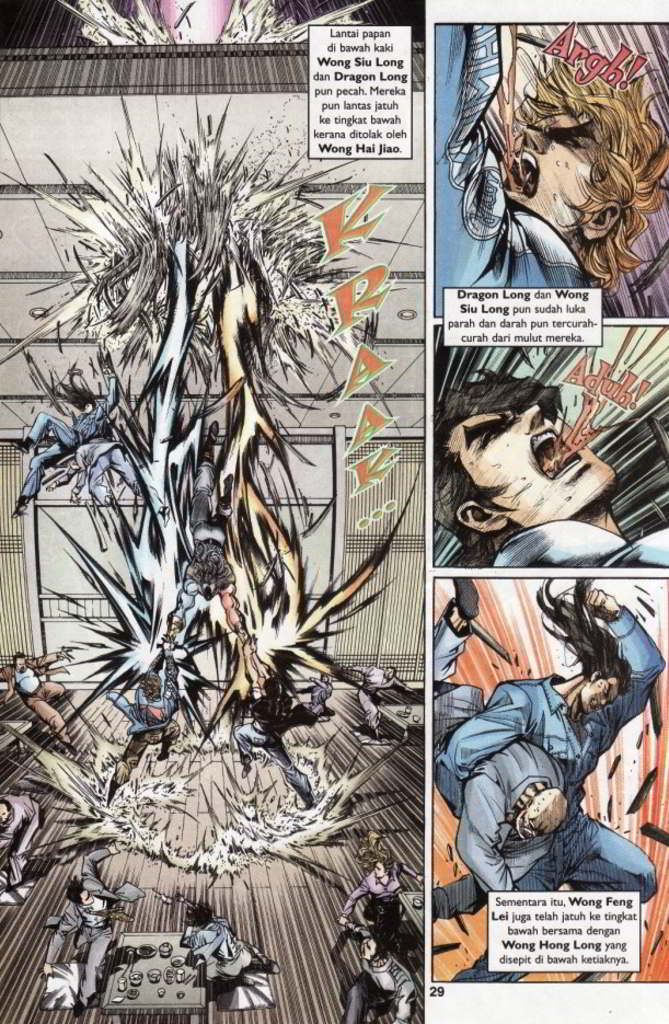 Lantai papan
di bawah kaki
Wong Siu Long
dan Dragon Long
pun pecah. Mereka
pun lantas jatuh
ke tingkat bawah
kerana ditolak oleh
Wong Hai Jiao.
KRAAK...
Argh!
Dragon Long dan Wong
Siu Long pun sudah luka
parah dan darah pun tercurah-
curah dari mulut mereka.
Aduh!
Sementara itu, Wong Feng
Lei juga telah jatuh ke tingkat
bawah bersama dengan
Wong Hong Long yang
disepit di bawah ketiaknya.
29